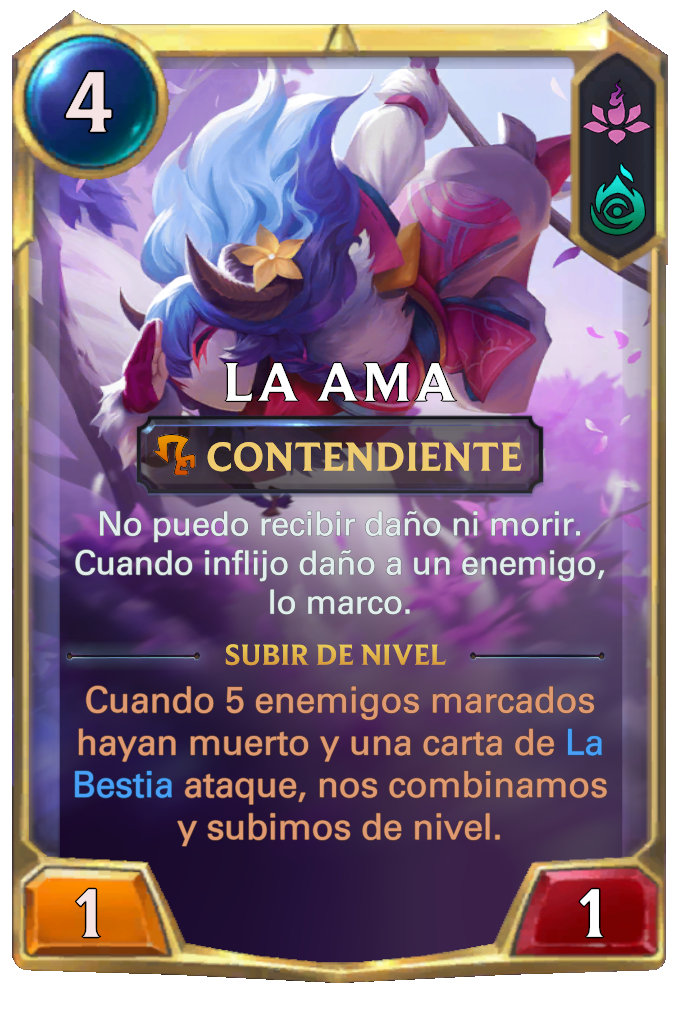 4
LA AMA
CONTENDIENTE
No puedo recibir daño ni morir.
Cuando inflijo daño a un enemigo,
lo marco.
SUBIR DE NIVEL
Cuando 5 enemigos marcados
hayan muerto y una carta de La
Bestia ataque, nos combinamos
y subimos de nivel.
1
1